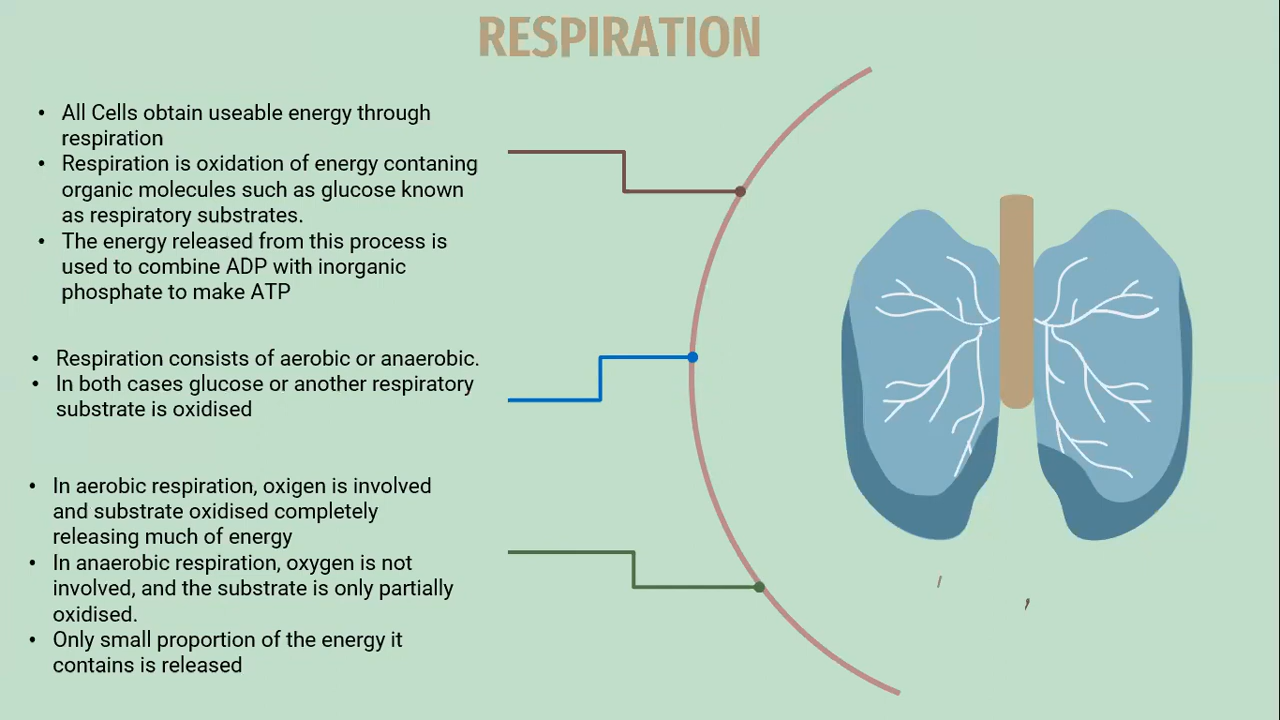 RESPIRATION
• All Cells obtain useable energy through
respiration
• Respiration is oxidation of energy contaning
organic molecules such as glucose known
as respiratory substrates.
• The energy released from this process is
used to combine ADP with inorganic
phosphate to make ATP
• Respiration consists of aerobic or anaerobic.
• In both cases glucose or another respiratory
substrate is oxidised
• In aerobic respiration, oxigen is involved
and substrate oxidised completely
releasing much of energy
• In anaerobic respiration, oxygen is not
involved, and the substrate is only partially
oxidised.
• Only small proportion of the energy it
contains is released